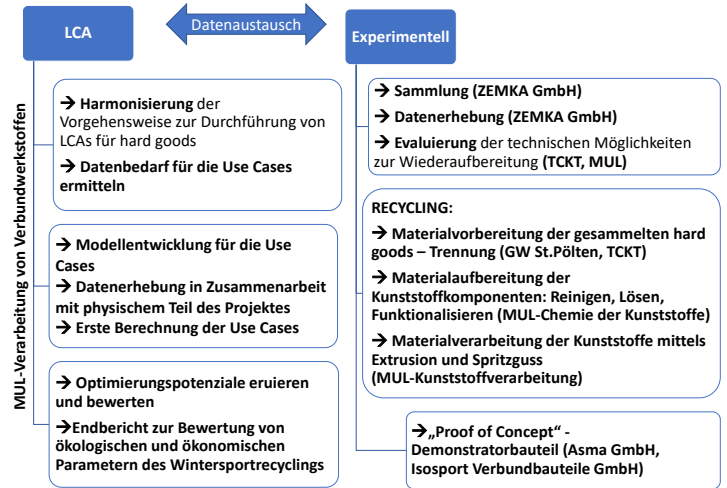 LCA
Datenaustausch
Experimentell
MUL-Verarbeitung von Verbundwerkstoffen
→ Harmonisierung der
Vorgehensweise zur Durchführung von
LCAs für hard goods
→ Datenbedarf für die Use Cases
ermitteln
→ Modellentwicklung für die Use
Cases
→ Datenerhebung in Zusammenarbeit
mit physischem Teil des Projektes
→ Erste Berechnung der Use Cases
→ Optimierungspotenziale eruieren
und bewerten
→Endbericht zur Bewertung von
ökologischen und ökonomischen
Parametern des Wintersportrecyclings
→ Sammlung (ZEMKA GmbH)
→ Datenerhebung (ZEMKA GmbH)
→ Evaluierung der technischen Möglichkeiten
zur Wiederaufbereitung (TCKT, MUL)
RECYCLING:
→ Materialvorbereitung der gesammelten hard
goods – Trennung (GW St.Pölten, TCKT)
→ Materialaufbereitung der
Kunststoffkomponenten: Reinigen, Lösen,
Funktionalisieren (MUL-Chemie der Kunststoffe)
→ Materialverarbeitung der Kunststoffe mittels
Extrusion und Spritzguss
(MUL-Kunststoffverarbeitung)
→„Proof of Concept“ -
Demonstratorbauteil (Asma GmbH,
Isosport Verbundbauteile GmbH)